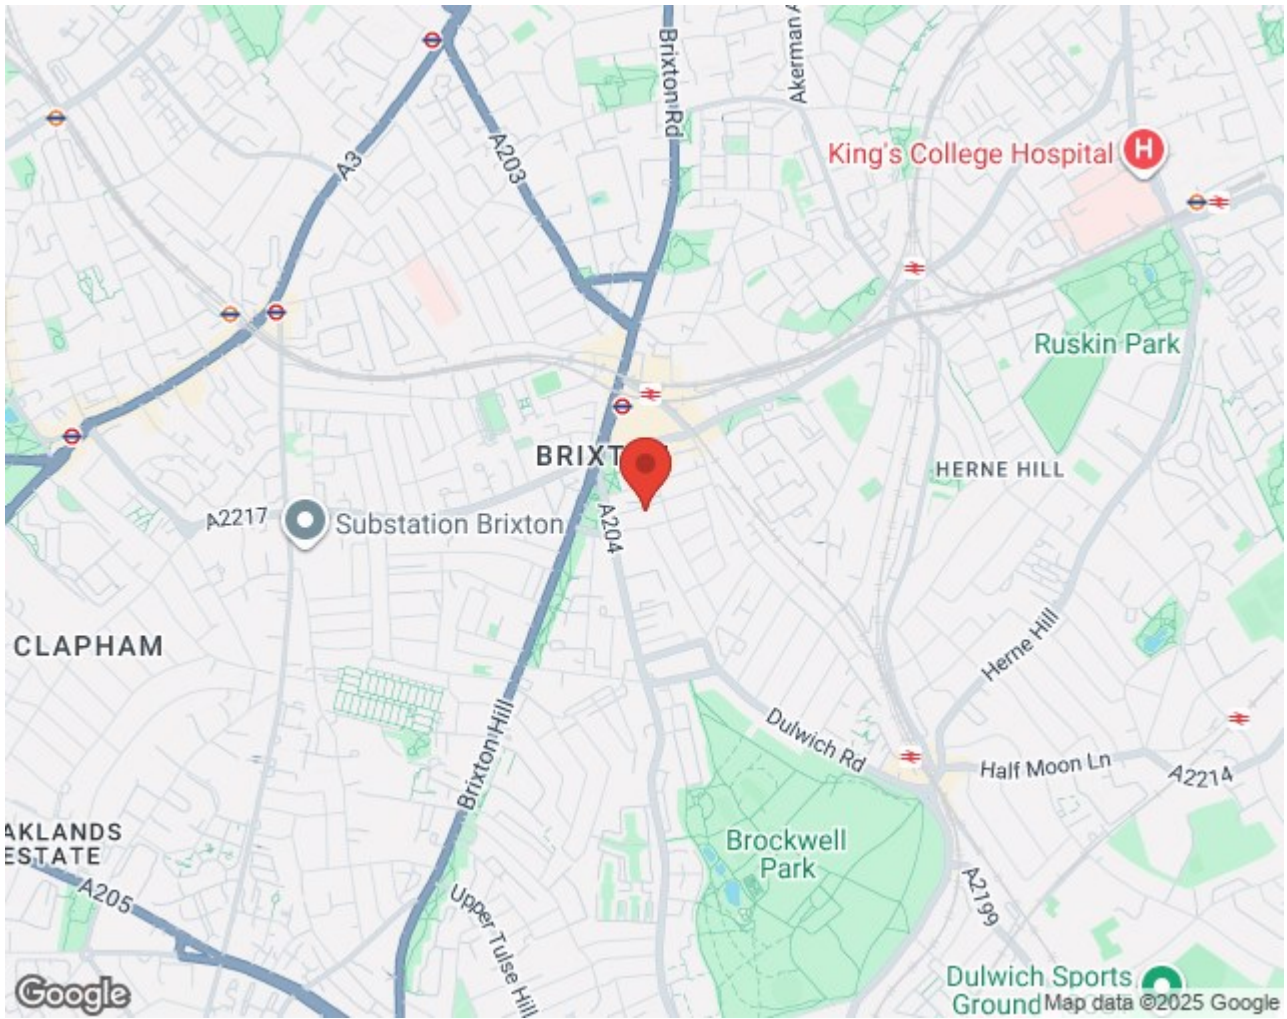 Brixton Rd
Akerman
A203
A3
King's College Hospital
H
Ruskin Park
BRIXT
HERNE HILL
A2217
Substation Brixton
A204
CLAPHAM
Herne Hill
Dulwich Rd
Half Moon Ln
A2214
Brixton Hill
AKLANDS
ESTATE
Brockwell
Park
A205
Upper Tulse Hill
A2199
Dulwich Sports
Ground
Google
Map data ©2025 Google